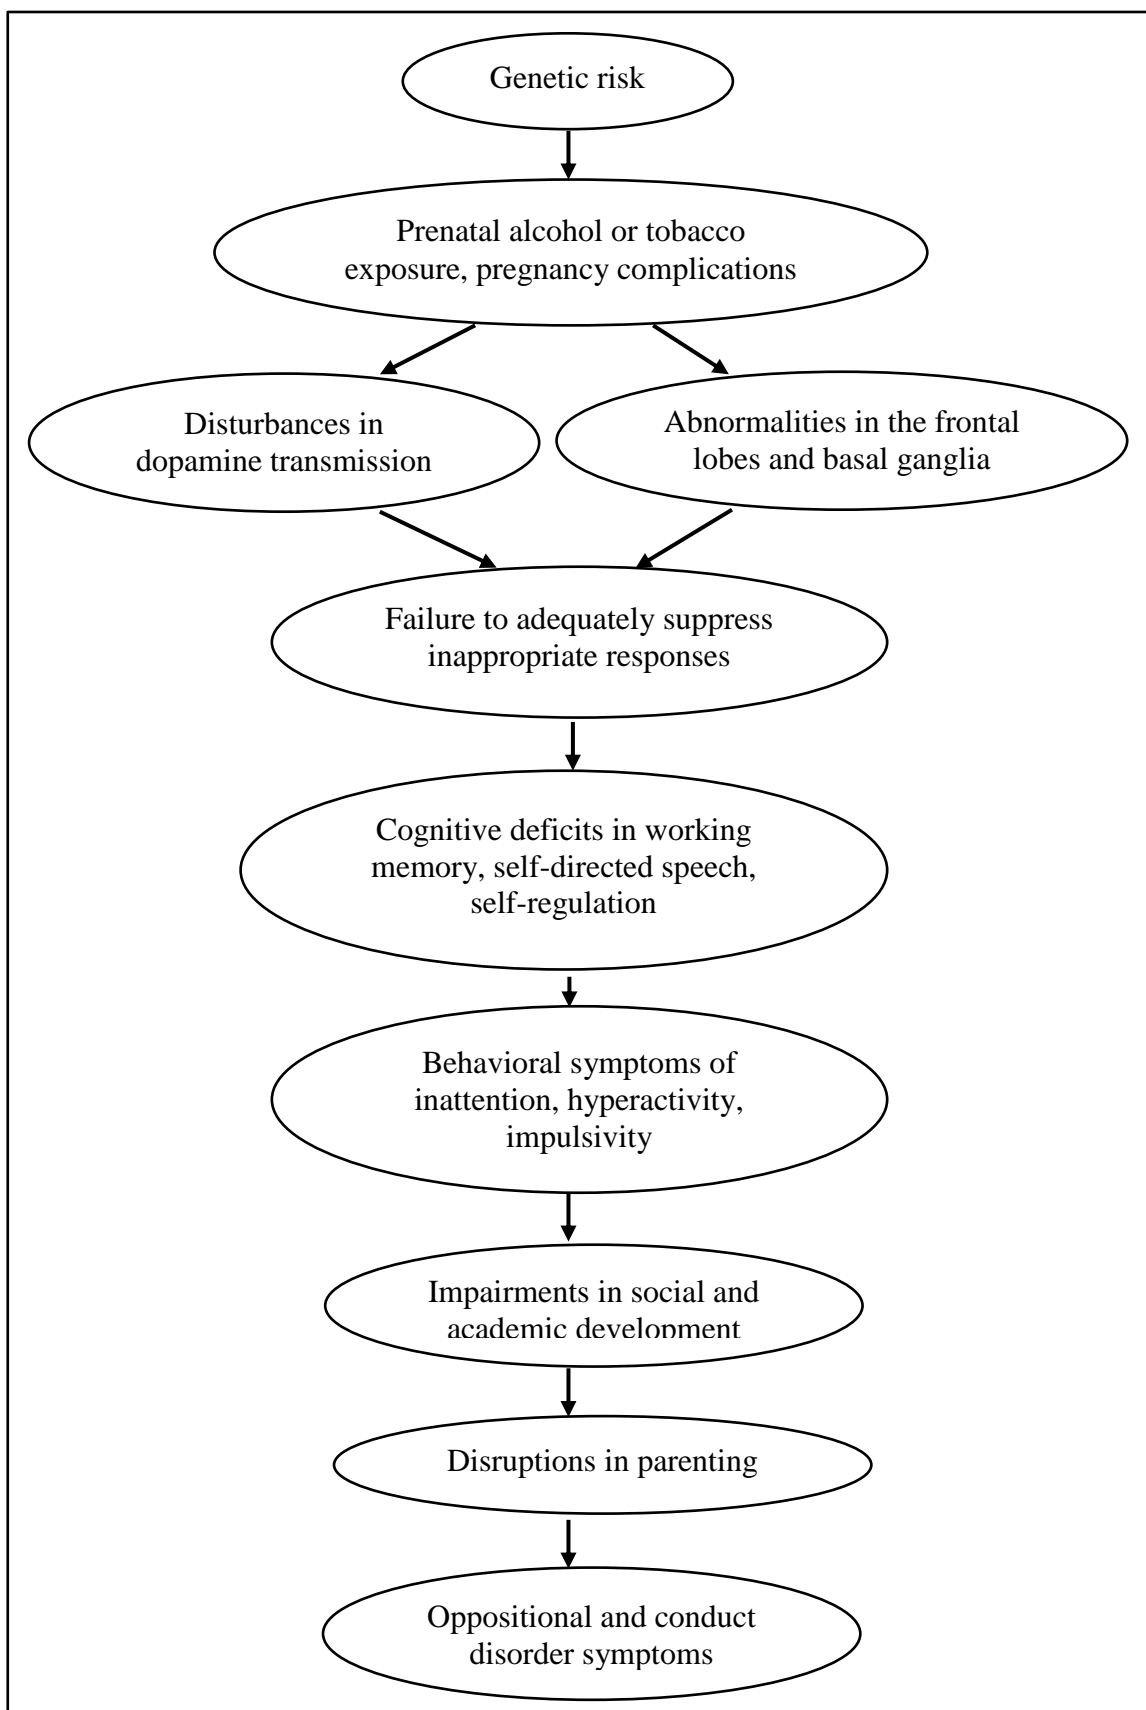 Genetic risk
Prenatal alcohol or tobacco
exposure, pregnancy complications
Disturbances in
dopamine transmission
Abnormalities in the frontal
lobes and basal ganglia
Failure to adequately suppress
inappropriate responses
Cognitive deficits in working
memory, self-directed speech,
self-regulation
Behavioral symptoms of
inattention, hyperactivity,
impulsivity
Impairments in social and
academic development
Disruptions in parenting
Oppositional and conduct
disorder symptoms